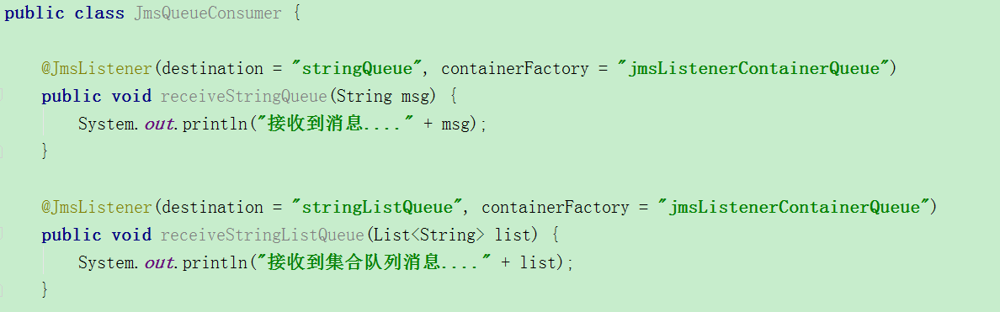 public class JmsQueueConsumer {
@JmsListener(destination = "stringQueue", containerFactory = "jmsListenerContainerQueue")
public void receiveStringQueue(String msg) {
System.out.println("接收到消息...." + msg);
}
@JmsListener(destination = "stringListQueue", containerFactory = "jmsListenerContainerQueue")
public void receiveStringListQueue(List<String> list) {
System.out.println("接收到集合队列消息...." + list);
}